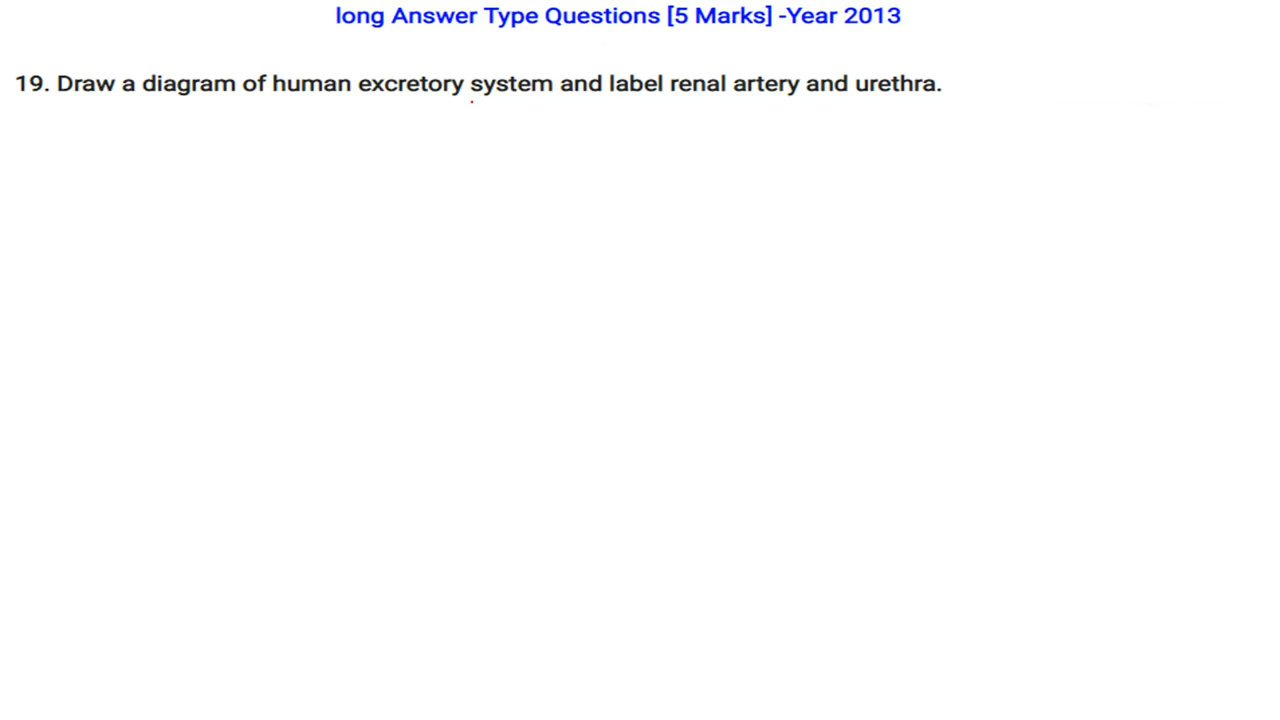 long Answer Type Questions [5 Marks] -Year 2013
19. Draw a diagram of human excretory system and label renal artery and urethra.